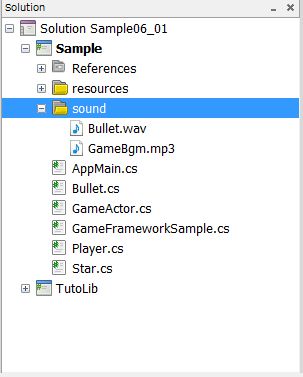 Solution
Solution Sample06_01
Sample
References
resources
sound
Bullet.wav
GameBgm.mp3
AppMain.cs
Bullet.cs
GameActor.cs
GameFrameworkSample.cs
Player.cs
Star.cs
TutoLib